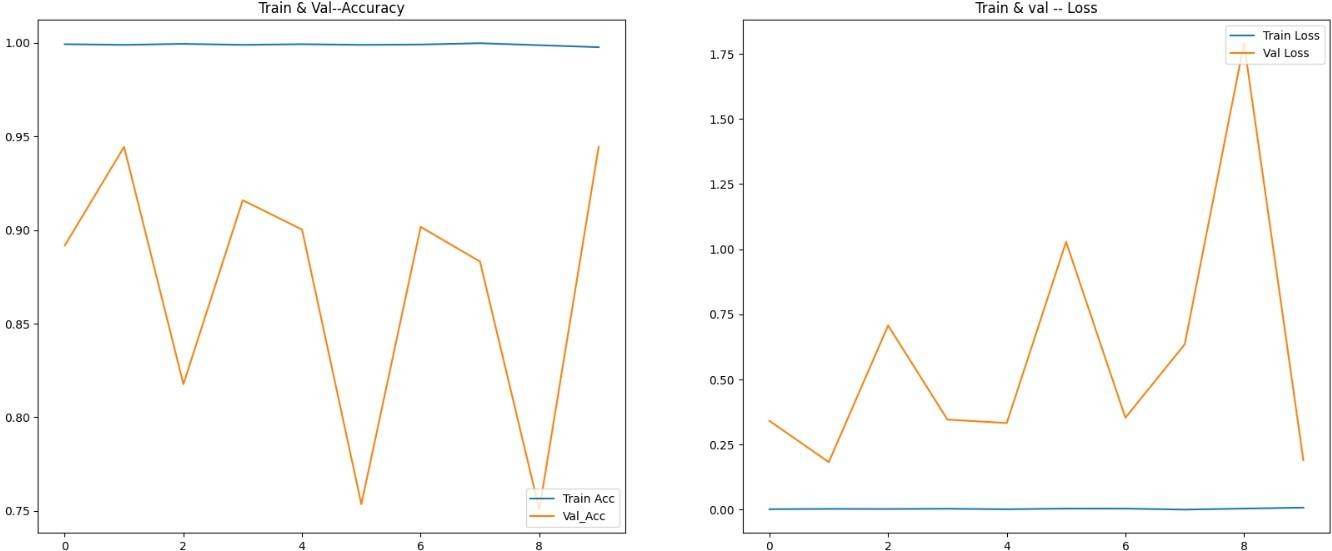 Train & Val--Accuracy
1.00
0.95
0.90
0.85
0.80
0.75
0 2 4 6 8
Train Acc
Val_Acc
Train & val -- Loss
1.75
1.50
1.25
1.00
0.75
0.50
0.25
0.00
0 2 4 6 8
Train Loss
Val Loss